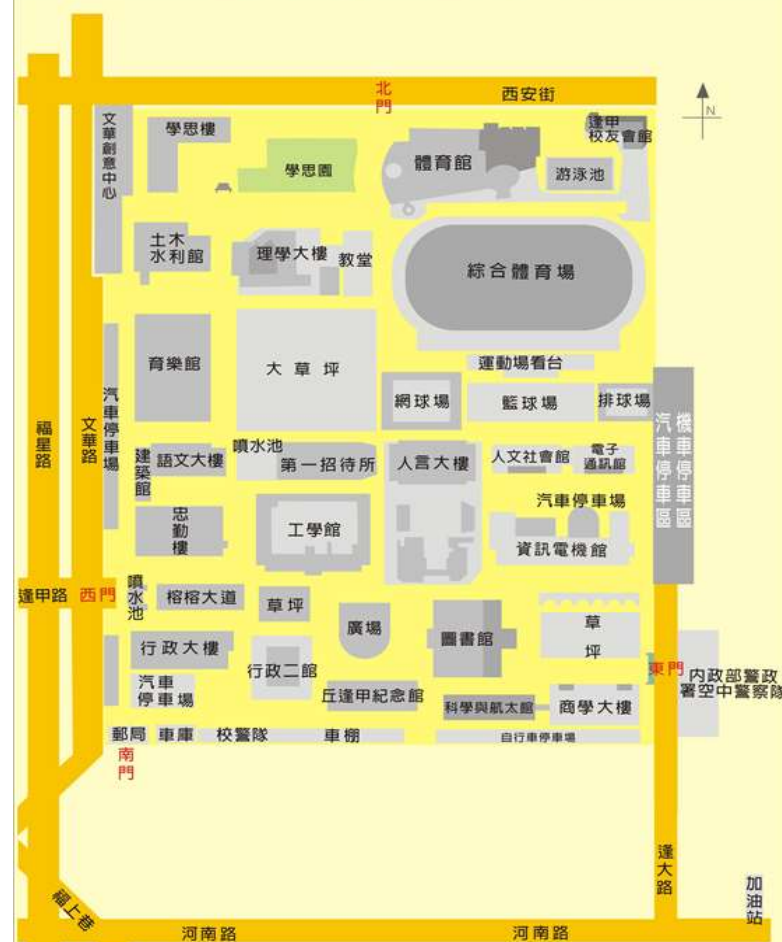 北門
西安街
N
文華創意中心
學思樓
學思園
體育館
逢甲
校友會館
游泳池
土木
水利館
理學大樓
教堂
綜合體育場
育樂館
大草坪
運動場看台
網球場
籃球場
排球場
汽車停車場
福星路
文華路
機車停車區
汽車停車區
建築館
語文大樓
噴水池
第一招待所
人言大樓
人文社會館
電子
通訊館
忠勤樓
工學館
汽車停車場
資訊電機館
逢甲路
西門
噴水池
榕榕大道
草坪
廣場
圖書館
草坪
行政大樓
行政二館
東門
內政部警政
署空中警察隊
汽車
停車場
丘逢甲紀念館
科學與航太館
商學大樓
郵局
車庫
校警隊
車棚
自行車停車場
南門
逢大路
加油站
福上巷
河南路
河南路